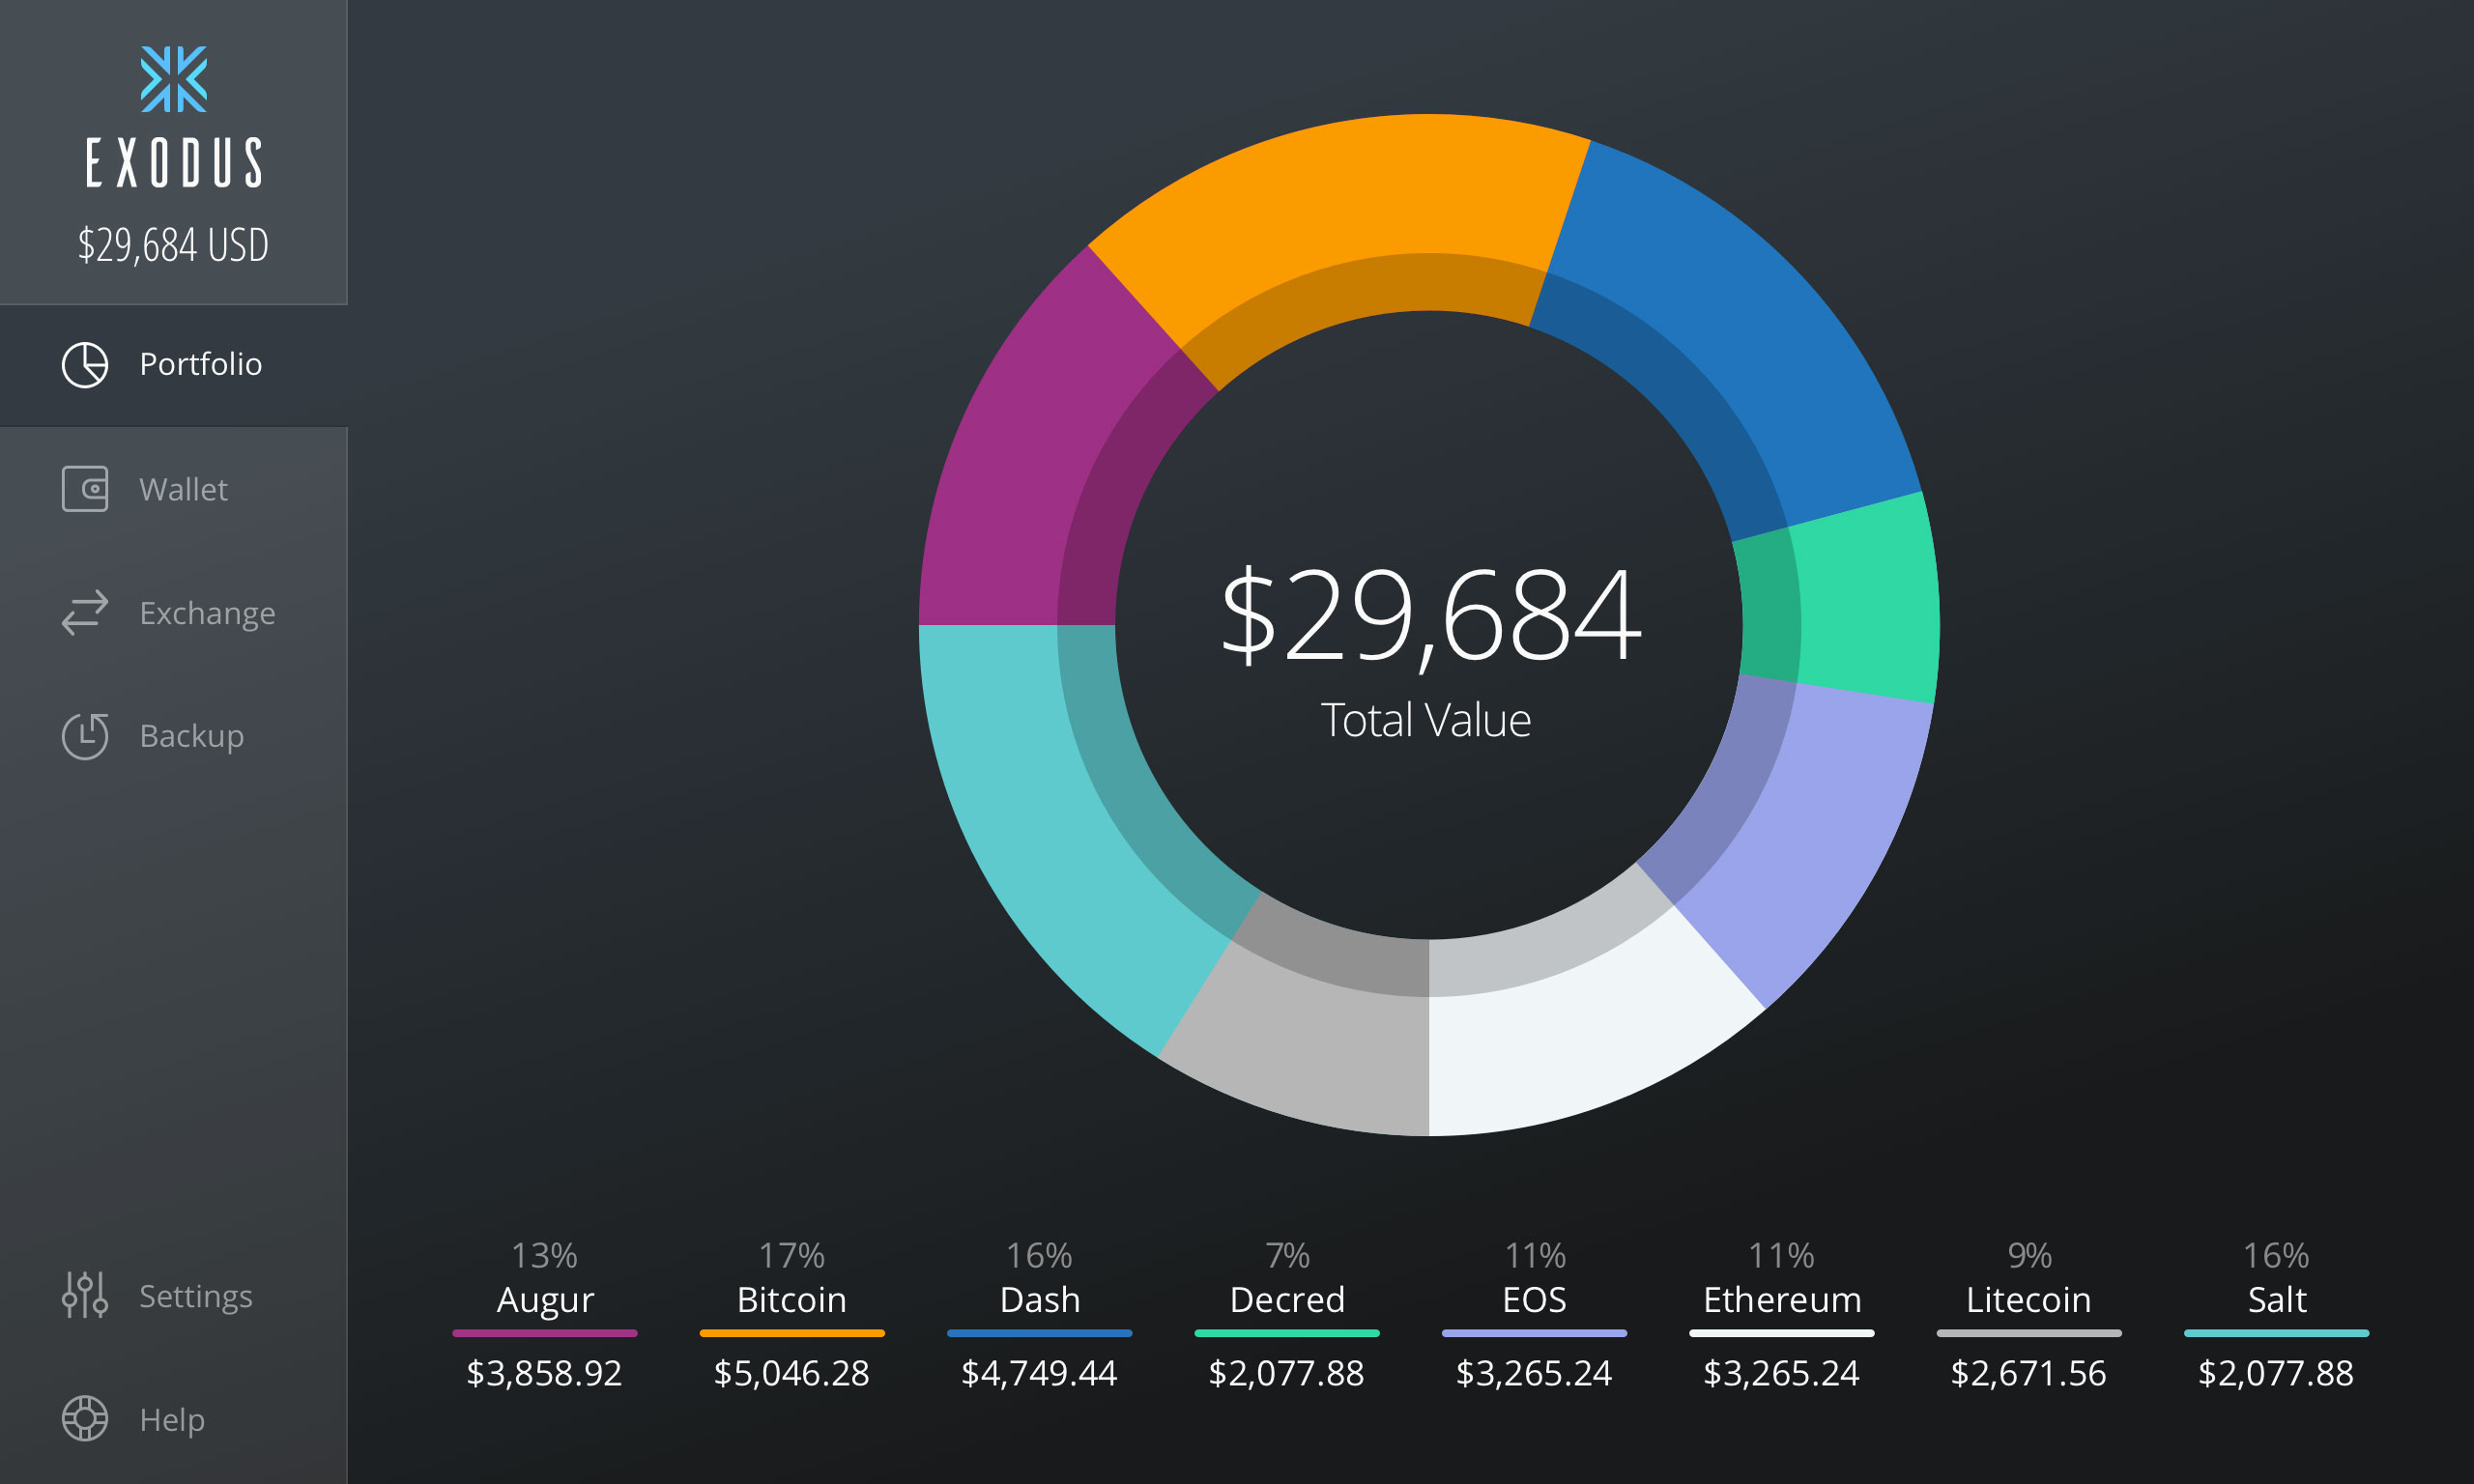 EXODUS
$29,684 USD
Portfolio
Wallet
Exchange
Backup
Settings
Help
$29,684
Total Value
13% 17% 16% 7% 11% 11% 9% 16%
Augur Bitcoin Dash Decred EOS Ethereum Litecoin Salt
$3,858.92 $5,046.28 $4,749.44 $2,077.88 $3,265.24 $3,265.24 $2,671.56 $2,077.88